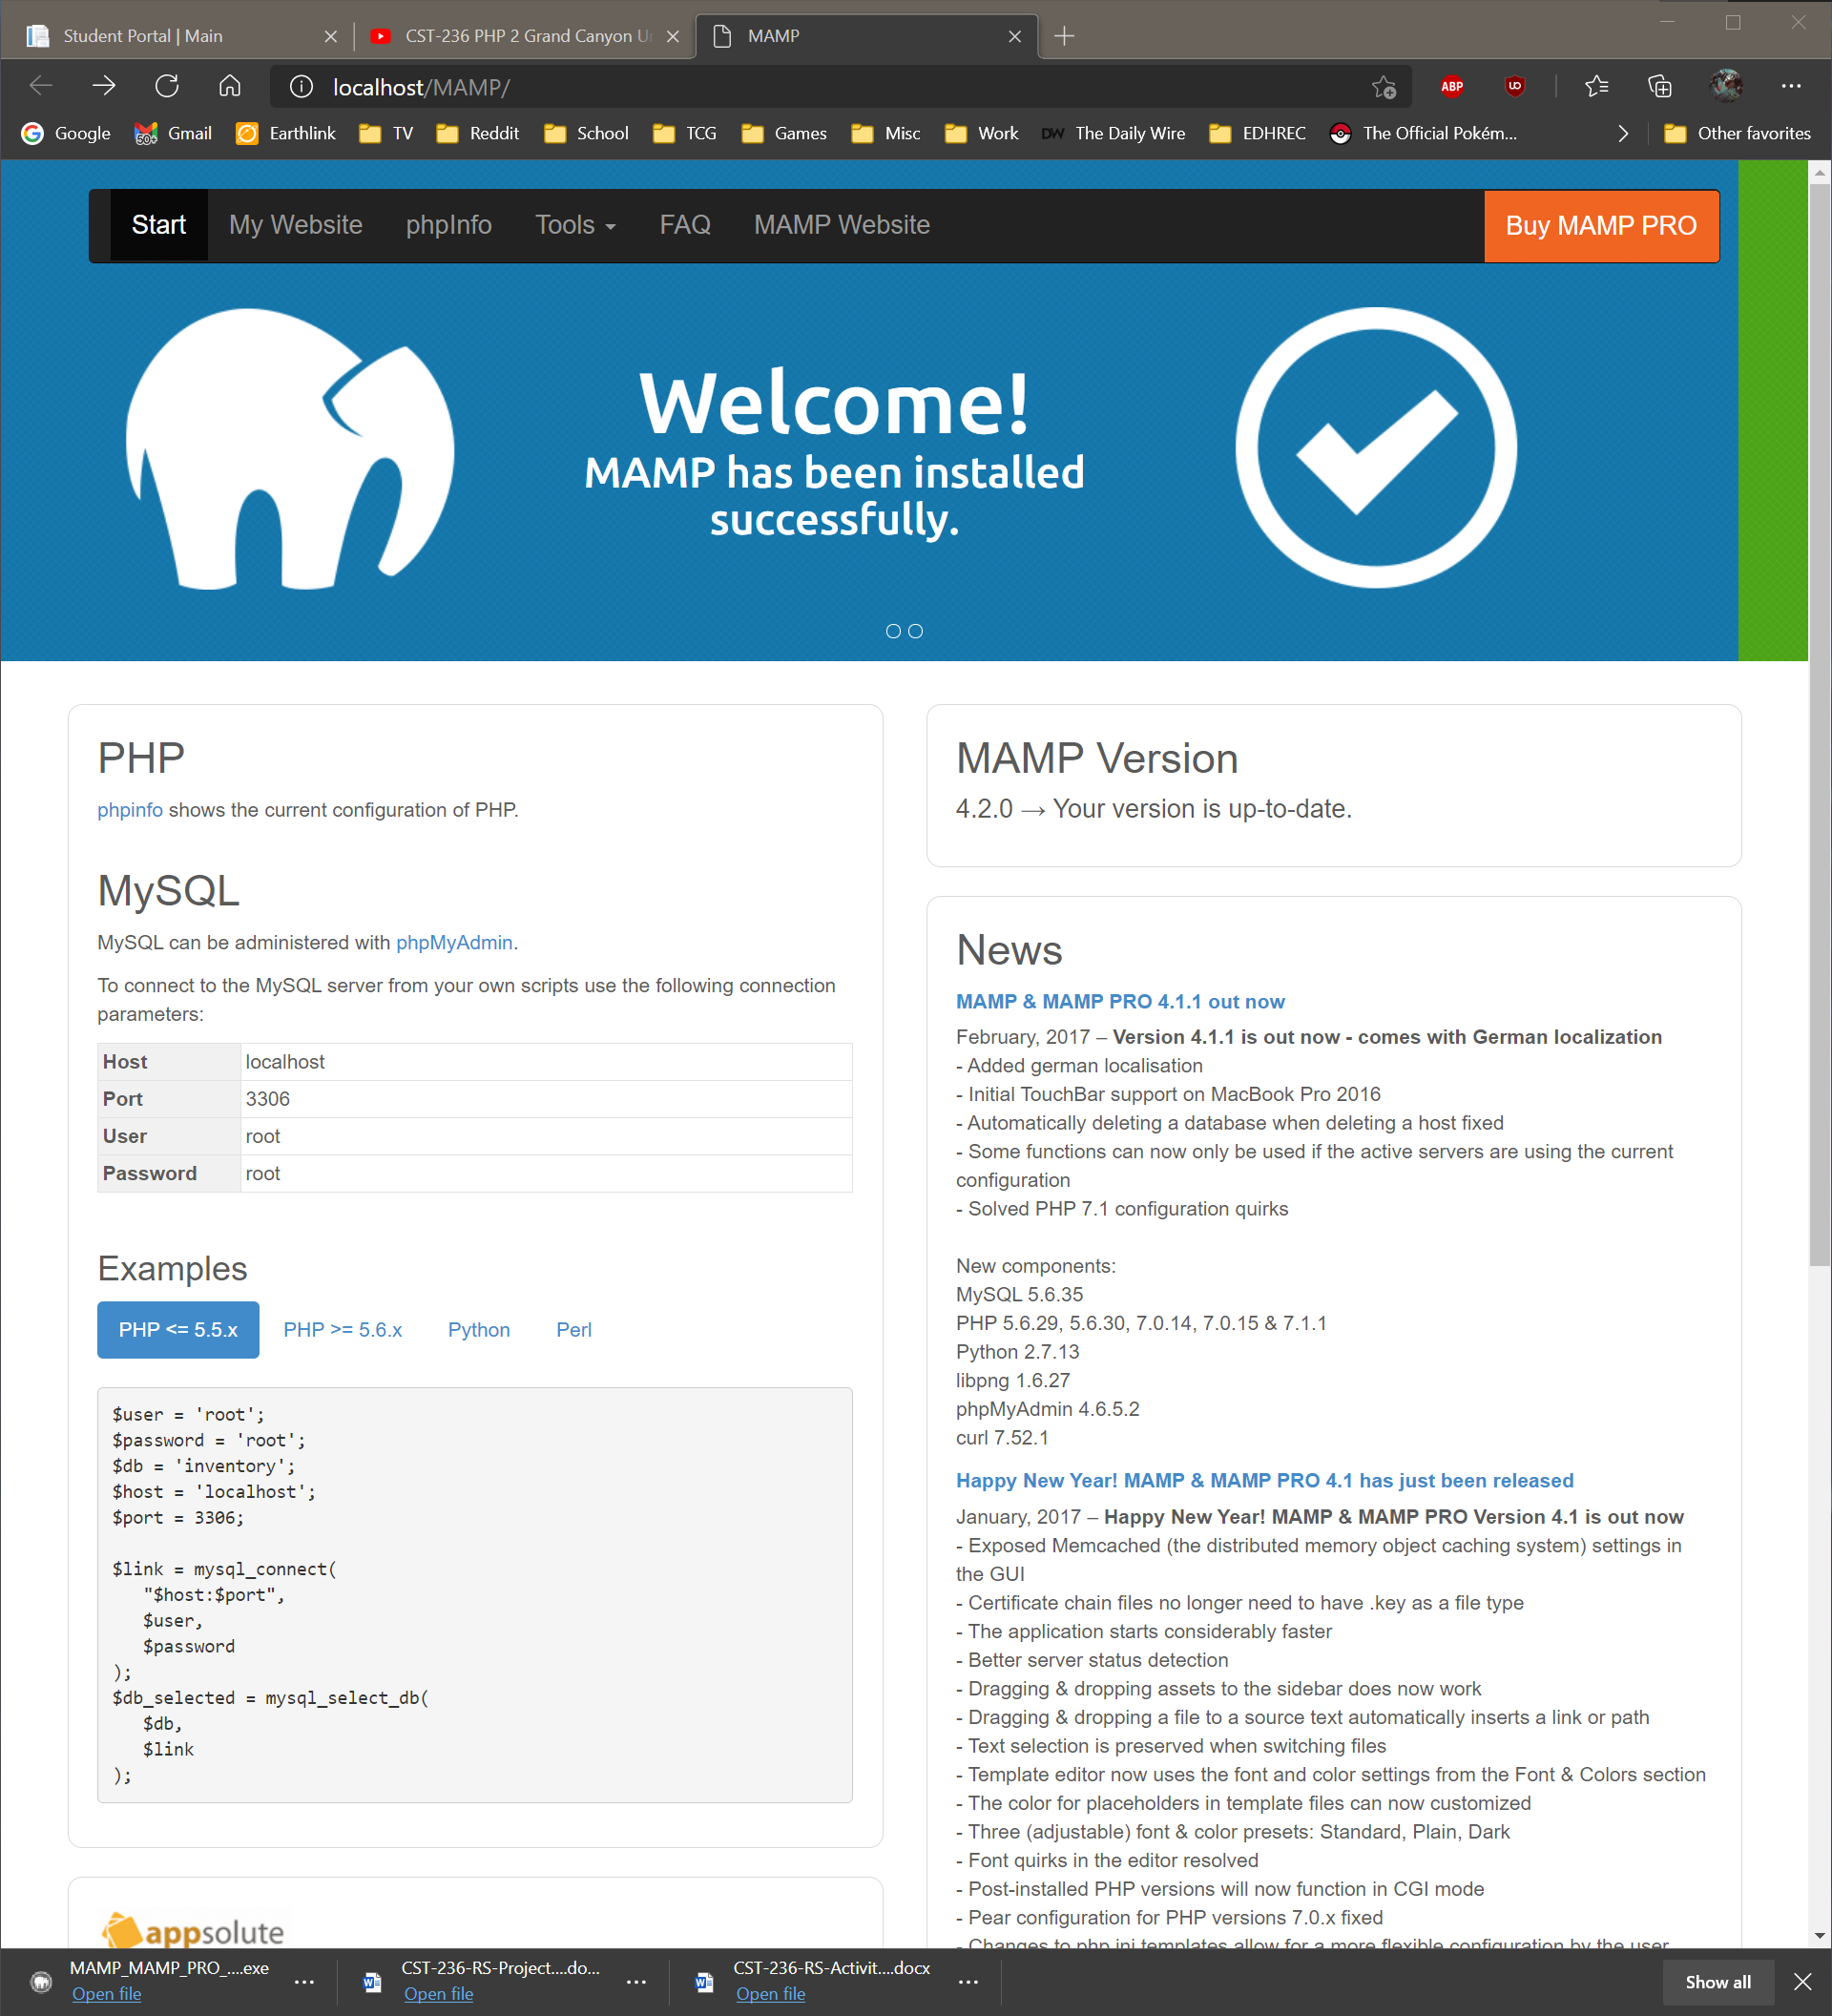 Student Portal | Main
CST-236 PHP 2 Grand Canyon Un
MAMP
localhost/MAMP/
ABP
Google
Gmail
Earthlink
TV
Reddit
School
TCG
Games
Misc
Work
DW The Daily Wire
EDHREC
The Official Pokém...
Other favorites
Start
My Website
phpInfo
Tools
FAQ
MAMP Website
Buy MAMP PRO
Welcome!
MAMP has been installed
successfully.
PHP
phpinfo shows the current configuration of PHP.
MySQL
MySQL can be administered with phpMyAdmin.
To connect to the MySQL server from your own scripts use the following connection
parameters:
Host localhost
Port 3306
User root
Password root
Examples
PHP <= 5.5.x
PHP >= 5.6.x
Python
Perl
$user = 'root';
$password = 'root';
$db = 'inventory';
$host = 'localhost';
$port = 3306;
$link = mysql_connect(
"$host:$port",
$user,
$password
);
$db_selected = mysql_select_db(
$db,
$link
);
appsolute
MAMP Version
4.2.0 → Your version is up-to-date.
News
MAMP & MAMP PRO 4.1.1 out now
February, 2017 – Version 4.1.1 is out now - comes with German localization
- Added german localisation
- Initial TouchBar support on MacBook Pro 2016
- Automatically deleting a database when deleting a host fixed
- Some functions can now only be used if the active servers are using the current
configuration
- Solved PHP 7.1 configuration quirks
New components:
MySQL 5.6.35
PHP 5.6.29, 5.6.30, 7.0.14, 7.0.15 & 7.1.1
Python 2.7.13
libpng 1.6.27
phpMyAdmin 4.6.5.2
curl 7.52.1
Happy New Year! MAMP & MAMP PRO 4.1 has just been released
January, 2017 – Happy New Year! MAMP & MAMP PRO Version 4.1 is out now
- Exposed Memcached (the distributed memory object caching system) settings in
the GUI
- Certificate chain files no longer need to have .key as a file type
- The application starts considerably faster
- Better server status detection
- Dragging & dropping assets to the sidebar does now work
- Dragging & dropping a file to a source text automatically inserts a link or path
- Text selection is preserved when switching files
- Template editor now uses the font and color settings from the Font & Colors section
- The color for placeholders in template files can now customized
- Three (adjustable) font & color presets: Standard, Plain, Dark
- Font quirks in the editor resolved
- Post-installed PHP versions will now function in CGI mode
- Pear configuration for PHP versions 7.0.x fixed
- Changes to php.ini templates allow for a more flexible configuration by the user
MAMP_MAMP_PRO_....exe
Open file
CST-236-RS-Project....do...
Open file
CST-236-RS-Activit....docx
Open file
Show all